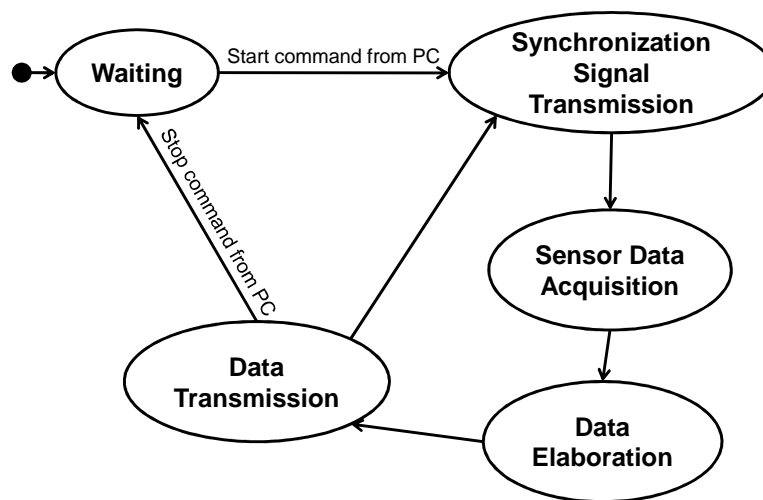 Waiting
Start command from PC
Synchronization
Signal
Transmission
Stop command from PC
Sensor Data
Acquisition
Data
Transmission
Data
Elaboration